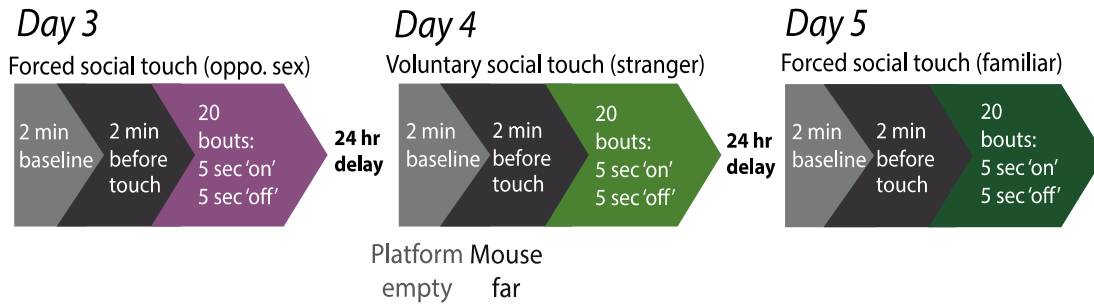 Day 3
Forced social touch (oppo. sex)
2 min
baseline
2 min
before
touch
20
bouts:
5 sec ‘on’
5 sec ‘off’
24 hr
delay
Day 4
Voluntary social touch (stranger)
2 min
baseline
2 min
before
touch
20
bouts:
5 sec ‘on’
5 sec ‘off’
Platform
empty
Mouse
far
24 hr
delay
Day 5
Forced social touch (familiar)
2 min
baseline
2 min
before
touch
20
bouts:
5 sec ‘on’
5 sec ‘off’